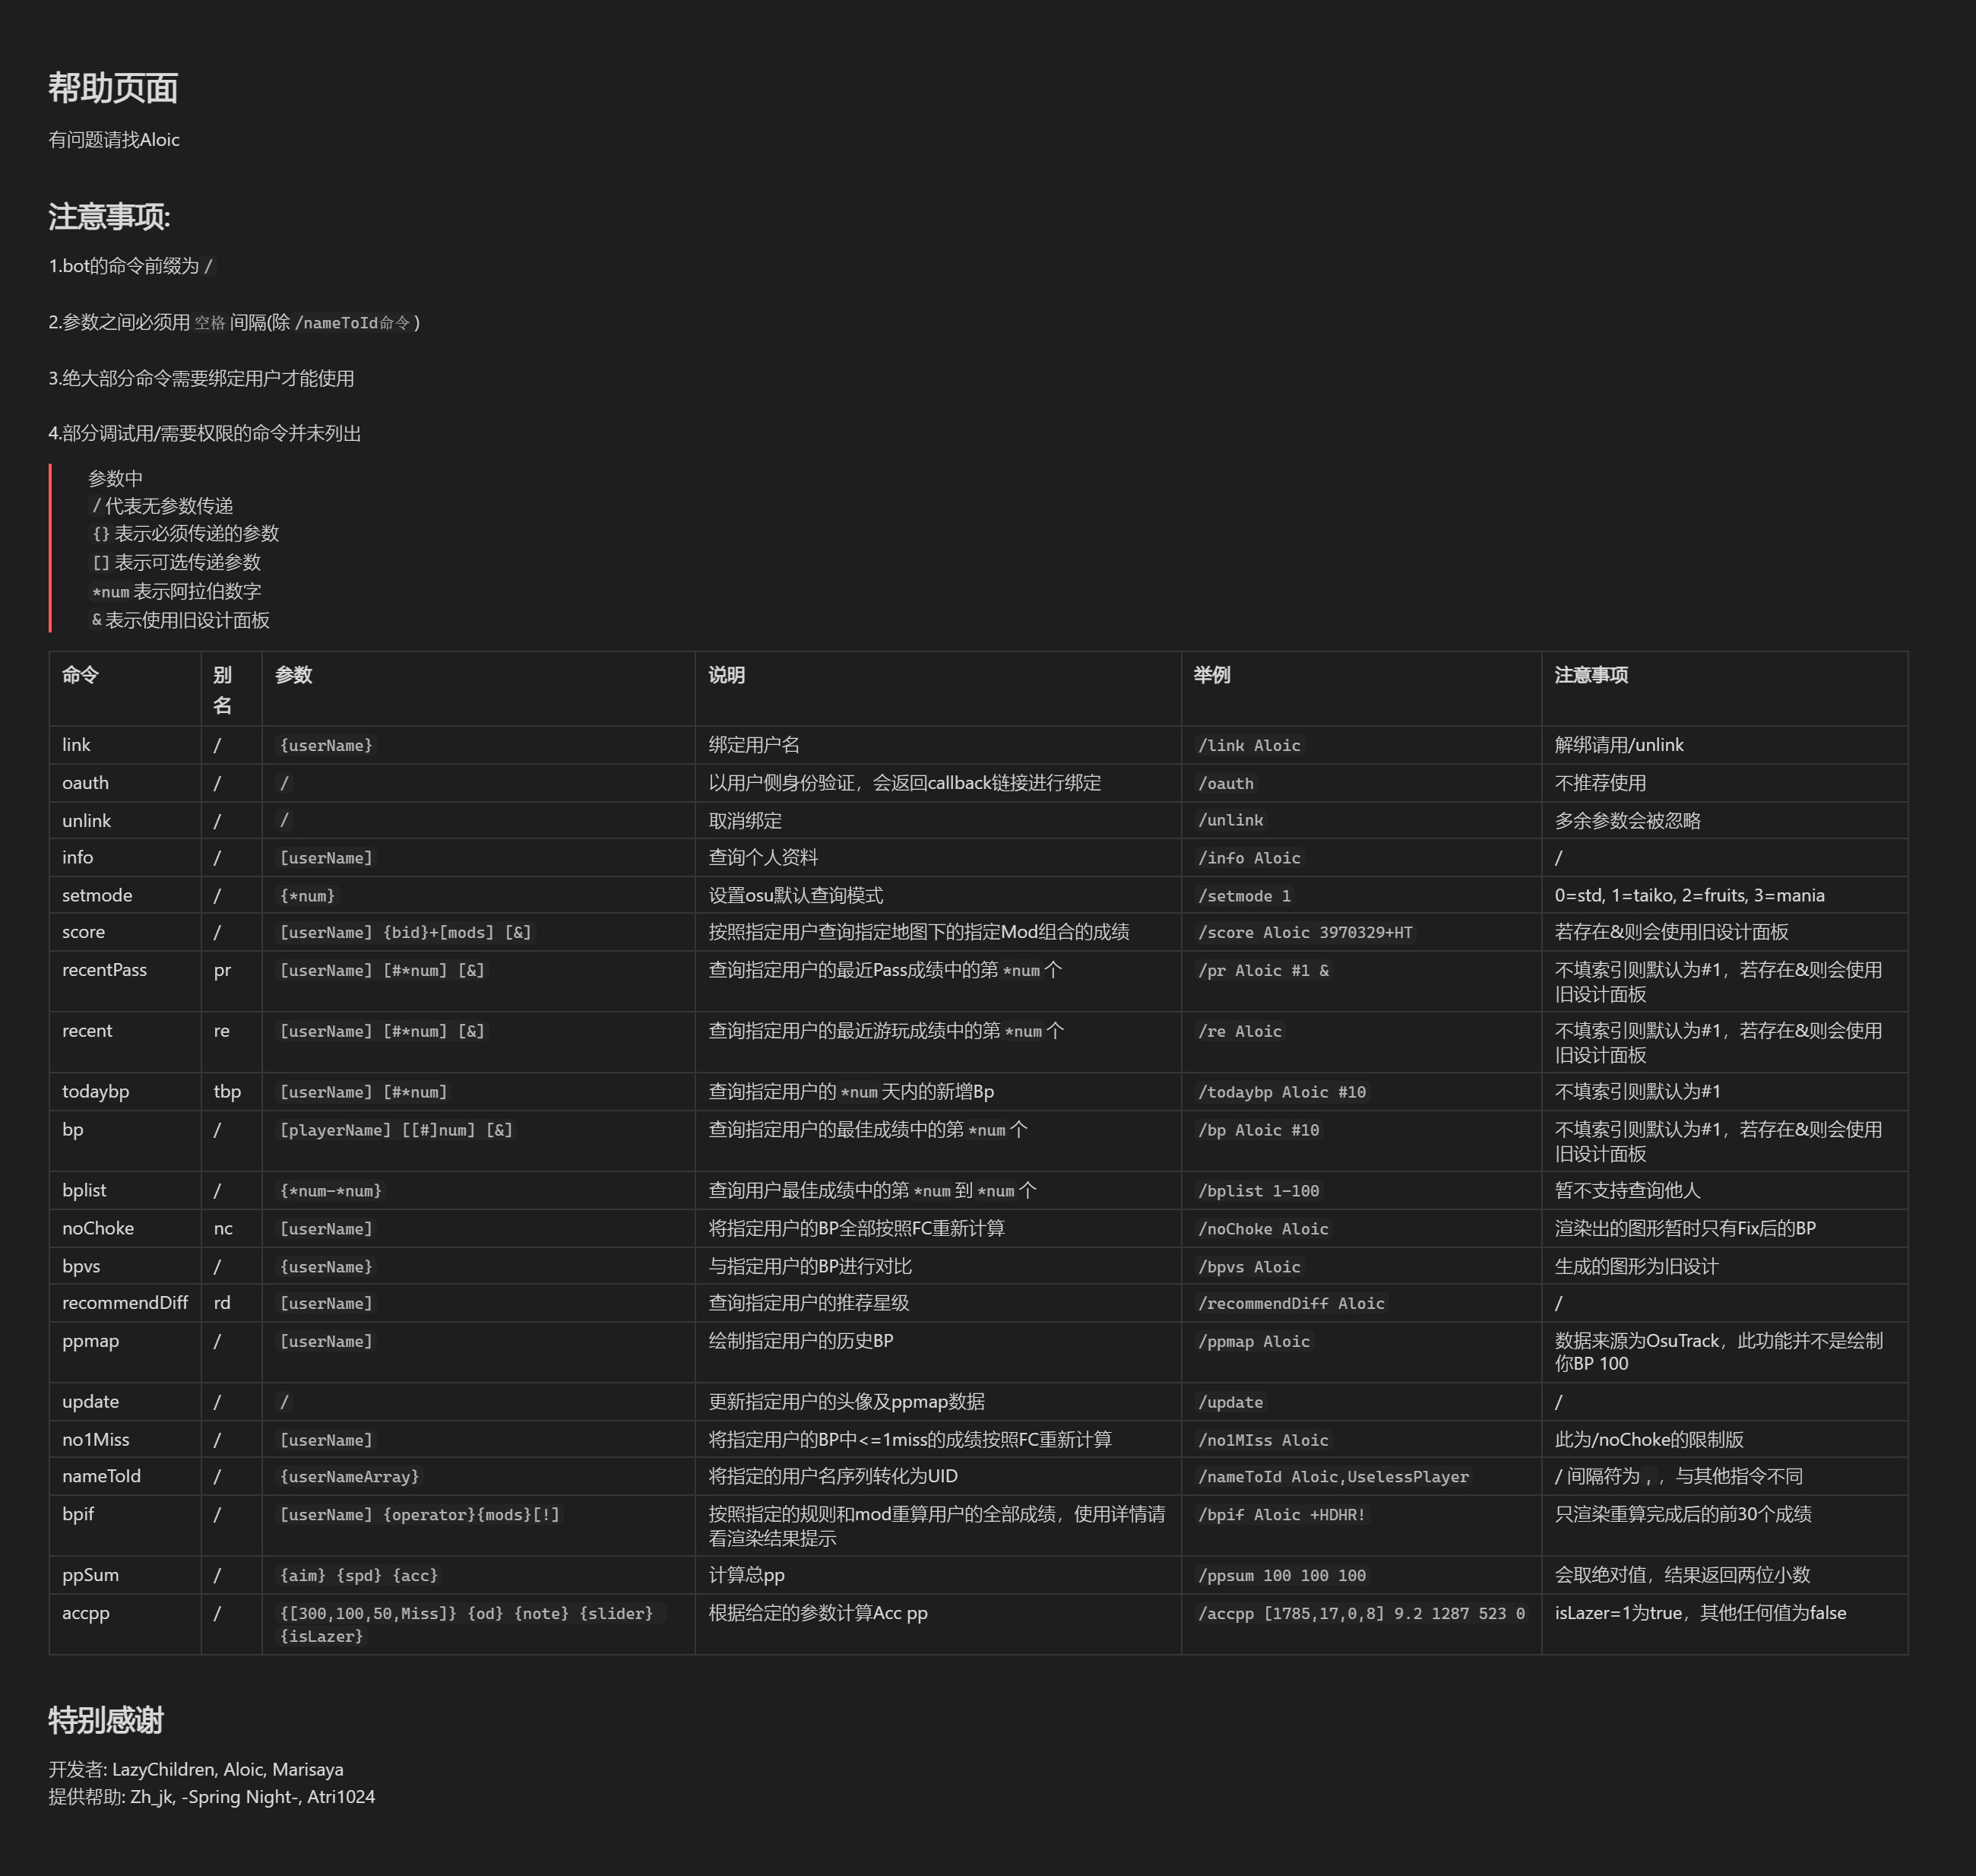 帮助页面
有问题请找Aloic
注意事项:
1.bot的命令前缀为 /
2.参数之间必须用 空格 间隔(除 /nameToId命令 )
3.绝大部分命令需要绑定用户才能使用
4.部分调试用/需要权限的命令并未列出
参数中
/ 代表无参数传递
{} 表示必须传递的参数
[] 表示可选传递参数
*num 表示阿拉伯数字
& 表示使用旧设计面板
命令 别名 参数 说明 举例 注意事项
link / {userName} 绑定用户名 /link Aloic 解绑请用/unlink
oauth / / 以用户侧身份验证，会返回callback链接进行绑定 /oauth 不推荐使用
unlink / / 取消绑定 /unlink 多余参数会被忽略
info / [userName] 查询个人资料 /info Aloic /
setmode / {*num} 设置osu默认查询模式 /setmode 1 0=std, 1=taiko, 2=fruits, 3=mania
score / [userName] {bid}+[mods] [&] 按照指定用户查询指定地图下的指定Mod组合的成绩 /score Aloic 3970329+HT 若存在&则会使用旧设计面板
recentPass pr [userName] [#*num] [&] 查询指定用户的最近Pass成绩中的第 *num 个 /pr Aloic #1 & 不填索引则默认为#1，若存在&则会使用
旧设计面板
recent re [userName] [#*num] [&] 查询指定用户的最近游玩成绩中的第 *num 个 /re Aloic 不填索引则默认为#1，若存在&则会使用
旧设计面板
todaybp tbp [userName] [#*num] 查询指定用户的 *num 天内的新增Bp /todaybp Aloic #10 不填索引则默认为#1
bp / [playerName] [[#]num] [&] 查询指定用户的最佳成绩中的第 *num 个 /bp Aloic #10 不填索引则默认为#1，若存在&则会使用
旧设计面板
bplist / {*num-*num} 查询用户最佳成绩中的第 *num 到 *num 个 /bplist 1-100 暂不支持查询他人
noChoke nc [userName] 将指定用户的BP全部按照FC重新计算 /noChoke Aloic 渲染出的图形暂时只有Fix后的BP
bpvs / {userName} 与指定用户的BP进行对比 /bpvs Aloic 生成的图形为旧设计
recommendDiff rd [userName] 查询指定用户的推荐星级 /recommendDiff Aloic /
ppmap / [userName] 绘制指定用户的历史BP /ppmap Aloic 数据来源为OsuTrack，此功能并不是绘制
你BP 100
update / / 更新指定用户的头像及ppmap数据 /update /
no1Miss / [userName] 将指定用户的BP中<=1miss的成绩按照FC重新计算 /no1MIss Aloic 此为/noChoke的限制版
nameToId / {userNameArray} 将指定的用户名序列转化为UID /nameToId Aloic,UselessPlayer / 间隔符为 , ，与其他指令不同
bpif / [userName] {operator}{mods}[!] 按照指定的规则和mod重算用户的全部成绩，使用详情请 /bpif Aloic +HDHR! 只渲染重算完成后的前30个成绩
看渲染结果提示
ppSum / {aim} {spd} {acc} 计算总pp /ppsum 100 100 100 会取绝对值，结果返回两位小数
accpp / {[300,100,50,Miss]} {od} {note} {slider} 根据给定的参数计算Acc pp /accpp [1785,17,0,8] 9.2 1287 523 0 isLazer=1为true，其他任何值为false
{isLazer}
特别感谢
开发者: LazyChildren, Aloic, Marisaya
提供帮助: Zh_jk, -Spring Night-, Atri1024